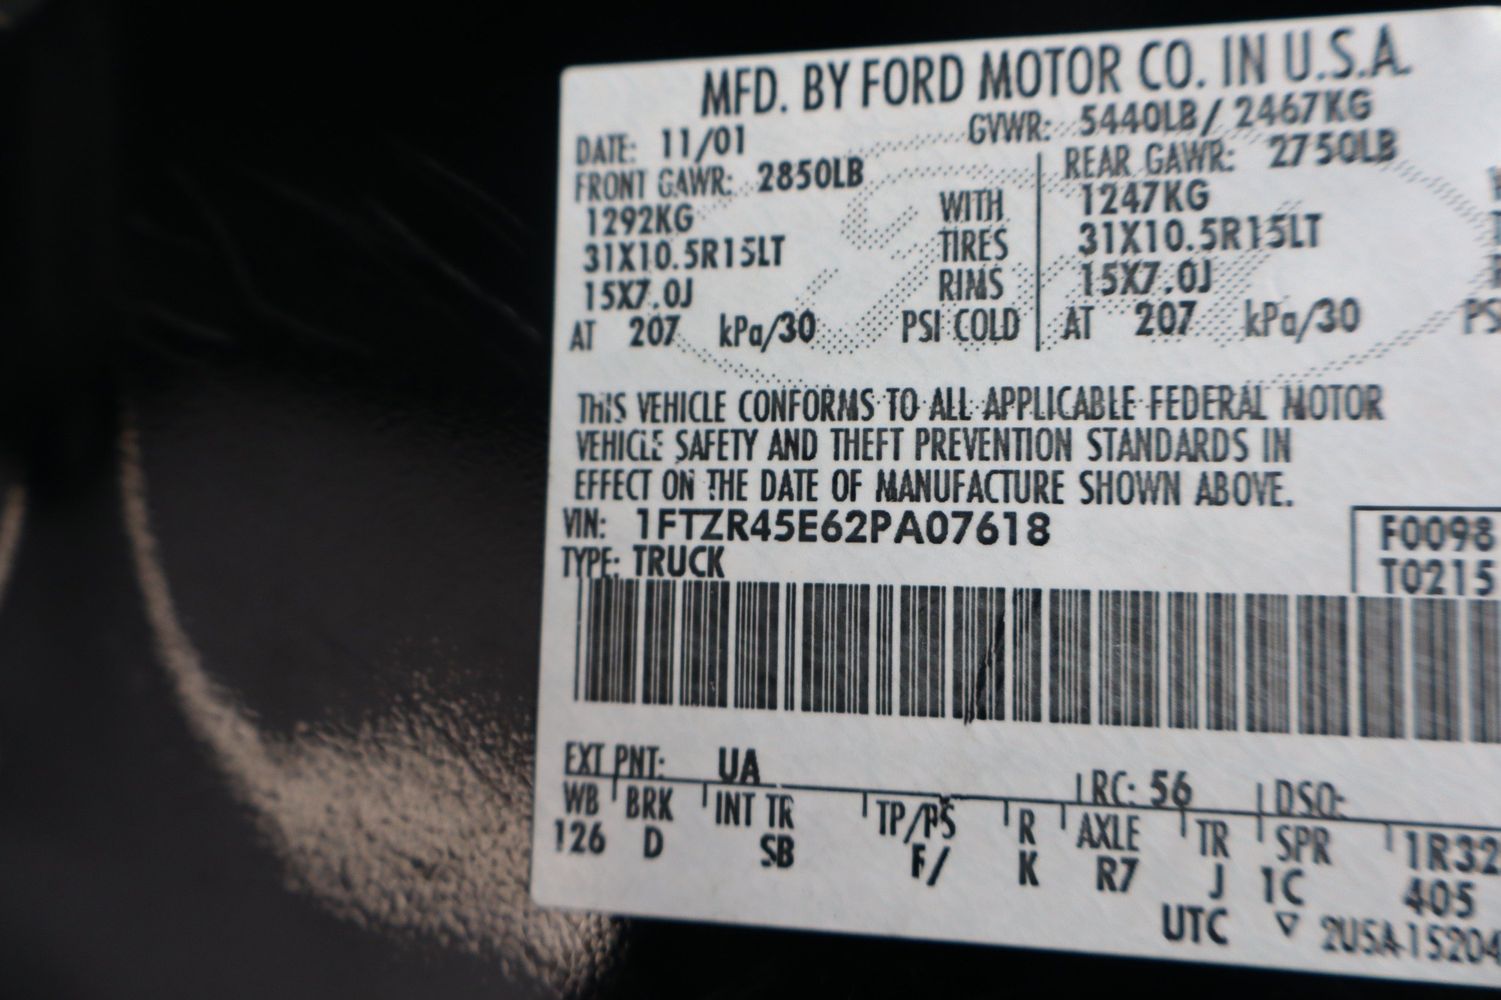 MFD. BY FORD MOTOR CO. IN U.S.A.
DATE: 11/01 GVWR: 5440LB / 2467KG
FRONT GAWR: 2850LB REAR GAWR: 2750LB
1292KG WITH 1247KG
31X10.5R15LT TIRES 31X10.5R15LT
15X7.0J RIMS 15X7.0J
AT 207 kPa/30 PSI COLD AT 207 kPa/30 PS
THIS VEHICLE CONFORMS TO ALL APPLICABLE FEDERAL MOTOR
VEHICLE SAFETY AND THEFT PREVENTION STANDARDS IN
EFFECT ON THE DATE OF MANUFACTURE SHOWN ABOVE.
VIN: 1FTZR45E62PA07618 F0098
TYPE: TRUCK T0215
EXT PNT: UA RC: 56 DSO:
WB BRK INT TR TP/PS R AXLE TR SPR 1R32
126 D SB F/ K R7 J 1C 405
UTC ▽ 2U5A-15204